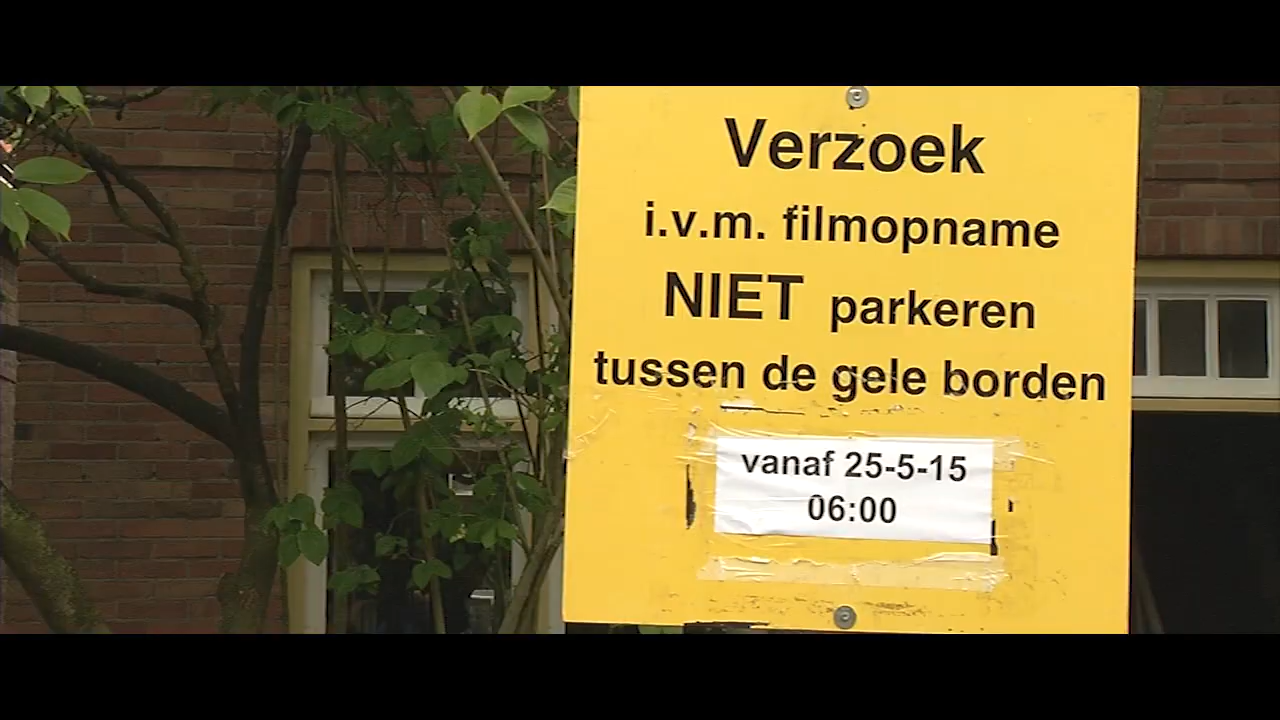 Verzoek
i.v.m. filmopname
NIET parkeren
tussen de gele borden
vanaf 25-5-15
06:00